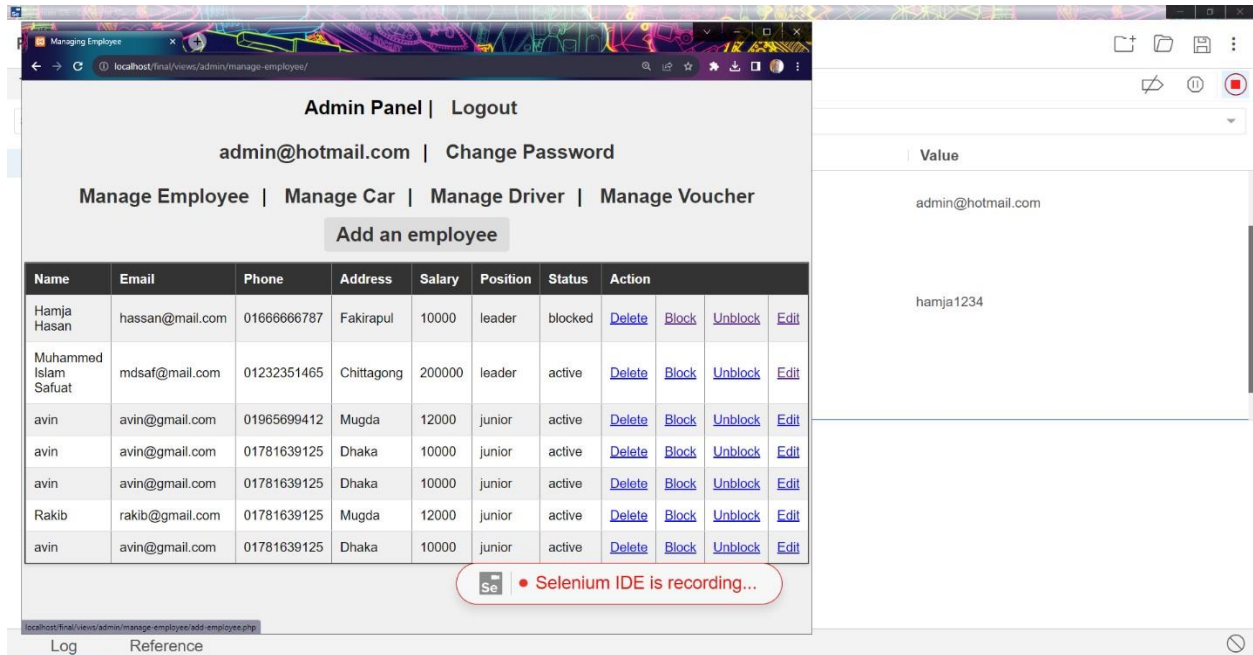 Managing Employee
localhost/final/views/admin/manage-employee/
Admin Panel | Logout
admin@hotmail.com | Change Password
Manage Employee | Manage Car | Manage Driver | Manage Voucher
Add an employee
Name Email Phone Address Salary Position Status Action
Hamja Hasan hassan@mail.com 01666666787 Fakirapul 10000 leader blocked Delete Block Unblock Edit
Muhammed Islam Safuat mdsaf@mail.com 01232351465 Chittagong 200000 leader active Delete Block Unblock Edit
avin avin@gmail.com 01965699412 Mugda 12000 junior active Delete Block Unblock Edit
avin avin@gmail.com 01781639125 Dhaka 10000 junior active Delete Block Unblock Edit
avin avin@gmail.com 01781639125 Dhaka 10000 junior active Delete Block Unblock Edit
Rakib rakib@gmail.com 01781639125 Mugda 12000 junior active Delete Block Unblock Edit
avin avin@gmail.com 01781639125 Dhaka 10000 junior active Delete Block Unblock Edit
Se Selenium IDE is recording...
localhost/final/views/admin/manage-employee/add-employee.php
Value
admin@hotmail.com
hamja1234
Log Reference